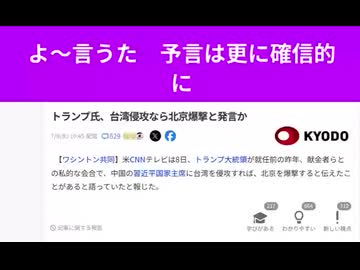 よ〜言うた　予言は更に確信的
に
トランプ氏、台湾侵攻なら北京爆撃と発言か
7/9(水) 10:45 配信 629
KYODO
【ワシントン共同】米CNNテレビは8日、トランプ大統領が就任前の昨年、献金者らと
の私的な会合で、中国の習近平国家主席に台湾を侵攻すれば、北京を爆撃すると伝えたこ
とがあると語っていたと報じた。
記事に関する報告
学びがある わかりやすい 新しい視点